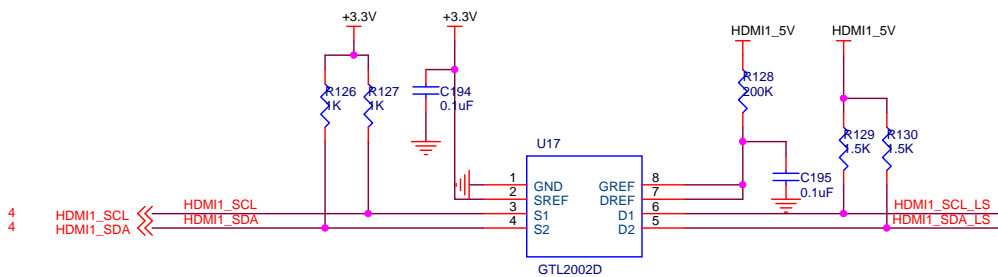 +3.3V
+3.3V
HDMI1_5V
HDMI1_5V
R126
1K
R127
1K
C194
0.1uF
R128
200K
R129
1.5K
R130
1.5K
U17
C195
0.1uF
1
GND
GREF
8
2
SREF
DREF
7
3
S1
D1
6
4
S2
D2
5
4
HDMI1_SCL
HDMI1_SCL
HDMI1_SCL_LS
4
HDMI1_SDA
HDMI1_SDA
HDMI1_SDA_LS
GTL2002D